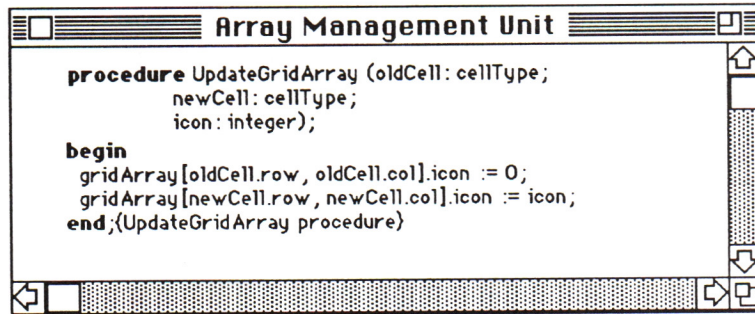 Array Management Unit
procedure UpdateGridArray (oldCell: cellType;
newCell: cellType;
icon: integer);
begin
gridArray[oldCell.row, oldCell.col].icon := 0;
gridArray[newCell.row, newCell.col].icon := icon;
end;{UpdateGridArray procedure}